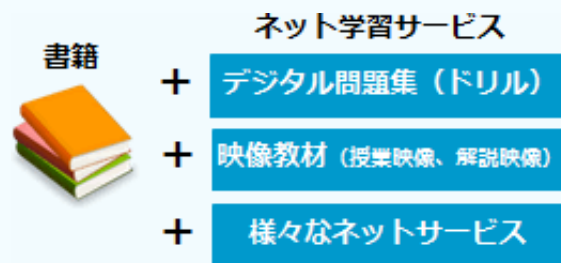 ネット学習サービス
書籍
+ デジタル問題集(ドリル)
+ 映像教材(授業映像、解説映像)
+ 様々なネットサービス